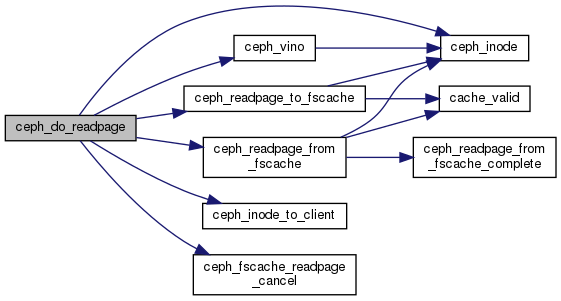 ceph_do_readpage
ceph_vino
ceph_inode
ceph_readpage_to_fscache
cache_valid
ceph_readpage_from
_fscache
ceph_readpage_from
_fscache_complete
ceph_inode_to_client
ceph_fscache_readpage
_cancel